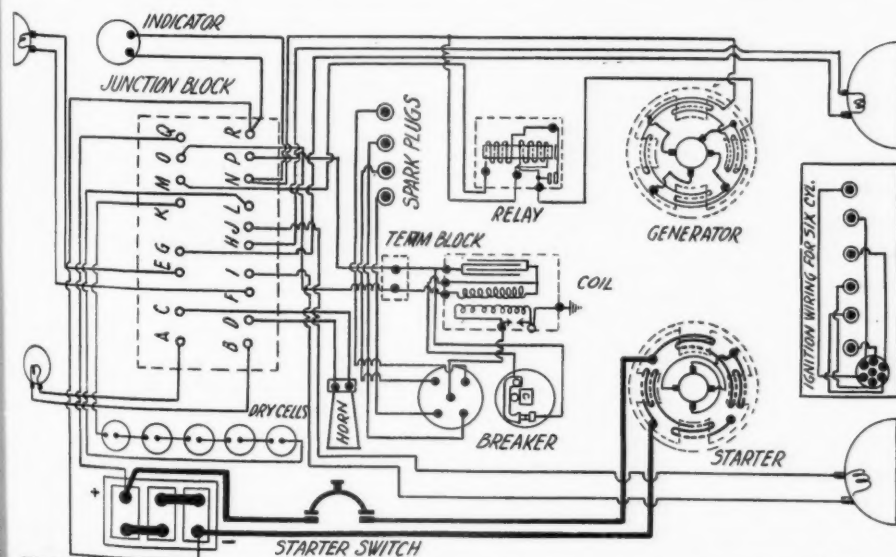 INDICATOR
JUNCTION BLOCK
Q R
O P
M N
K L
J
G H
E I
F
C D
A B
SPARK PLUGS
RELAY
GENERATOR
TERM BLOCK
COIL
IGNITION WIRING FOR SIX CYL.
DRY CELLS
HORN
BREAKER
STARTER
+
-
STARTER SWITCH